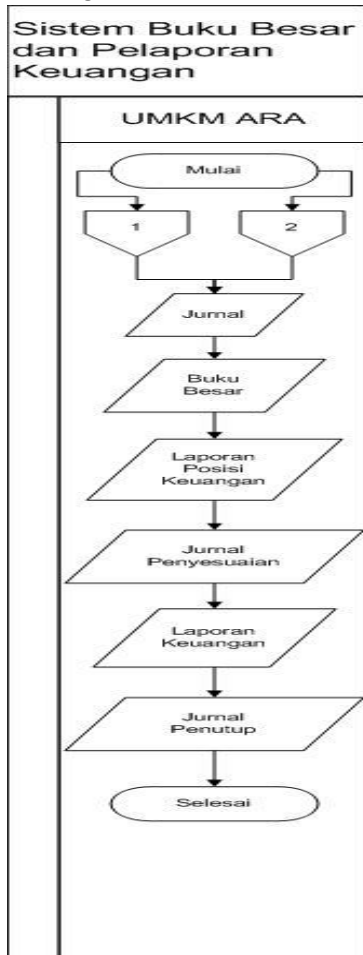 Sistem Buku Besar
dan Pelaporan
Keuangan
UMKM ARA
Mulai
1
2
Jurnal
Buku
Besar
Laporan
Posisi
Keuangan
Jurnal
Penyesuaian
Laporan
Keuangan
Jurnal
Penutup
Selesai